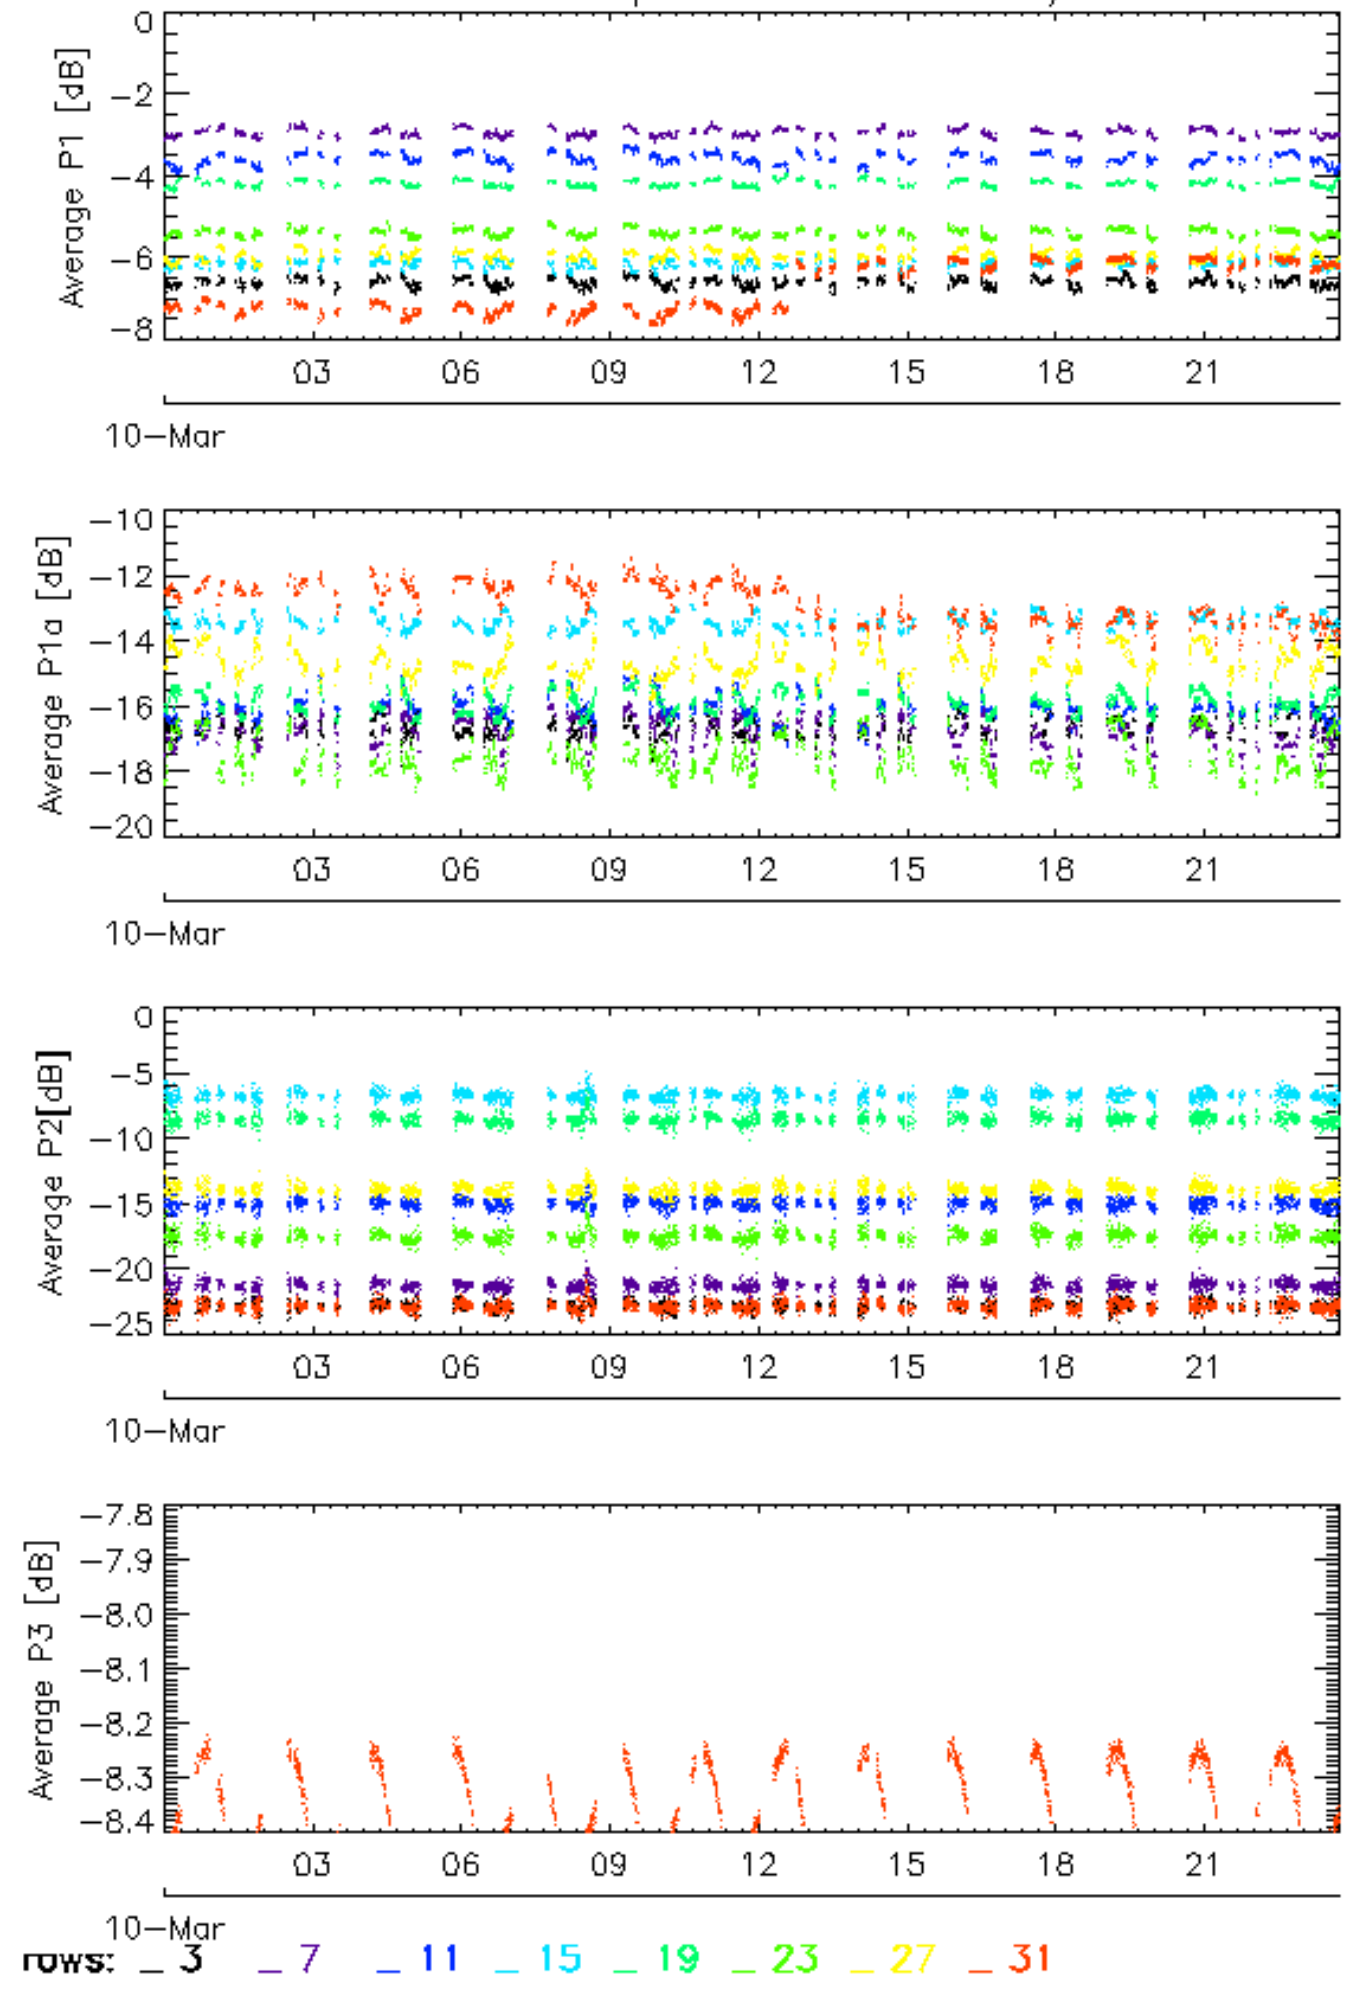 0
−2
−4
−6
−8
Average P1 [dB]
03 06 09 12 15 18 21
10−Mar
−10
−12
−14
−16
−18
−20
Average P1a [dB]
03 06 09 12 15 18 21
10−Mar
0
−5
−10
−15
−20
−25
Average P2[dB]
03 06 09 12 15 18 21
10−Mar
−7.8
−7.9
−8.0
−8.1
−8.2
−8.3
−8.4
Average P3 [dB]
03 06 09 12 15 18 21
10−Mar
rows: _ 3 _ 7 _ 11 _ 15 _ 19 _ 23 _ 27 _ 31